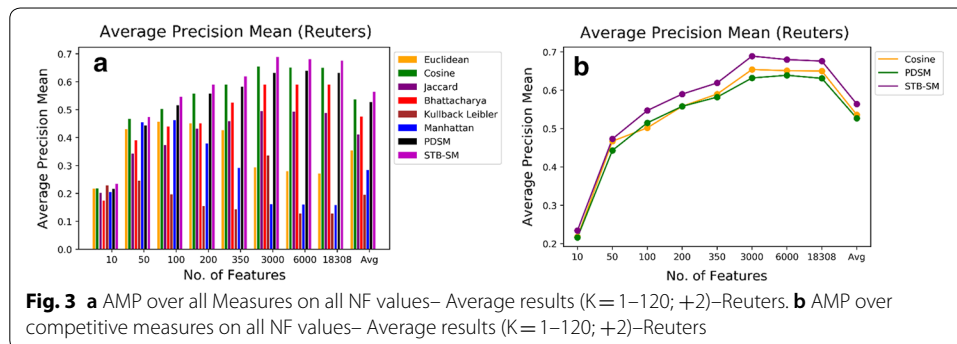 Average Precision Mean (Reuters)
a
Average Precision Mean
0.7
0.6
0.5
0.4
0.3
0.2
0.1
0.0
10 50 100 200 350 3000 6000 18308 Avg
No. of Features
Euclidean
Cosine
Jaccard
Bhattacharya
Kullback Leibler
Manhattan
PDSM
STB-SM
Average Precision Mean (Reuters)
b
Average Precision Mean
0.7
0.6
0.5
0.4
0.3
0.2
10 50 100 200 350 3000 6000 18308 Avg
No. of Features
Cosine
PDSM
STB-SM
Fig. 3 a AMP over all Measures on all NF values– Average results (K = 1–120; +2)–Reuters. b AMP over
competitive measures on all NF values– Average results (K = 1–120; +2)–Reuters